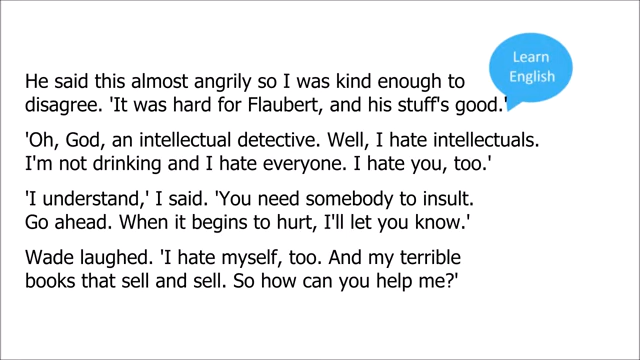 Learn
English
He said this almost angrily so I was kind enough to
disagree. 'It was hard for Flaubert, and his stuff's good.'
'Oh, God, an intellectual detective. Well, I hate intellectuals.
I'm not drinking and I hate everyone. I hate you, too.'
'I understand,' I said. 'You need somebody to insult.
Go ahead. When it begins to hurt, I'll let you know.'
Wade laughed. 'I hate myself, too. And my terrible
books that sell and sell. So how can you help me?'